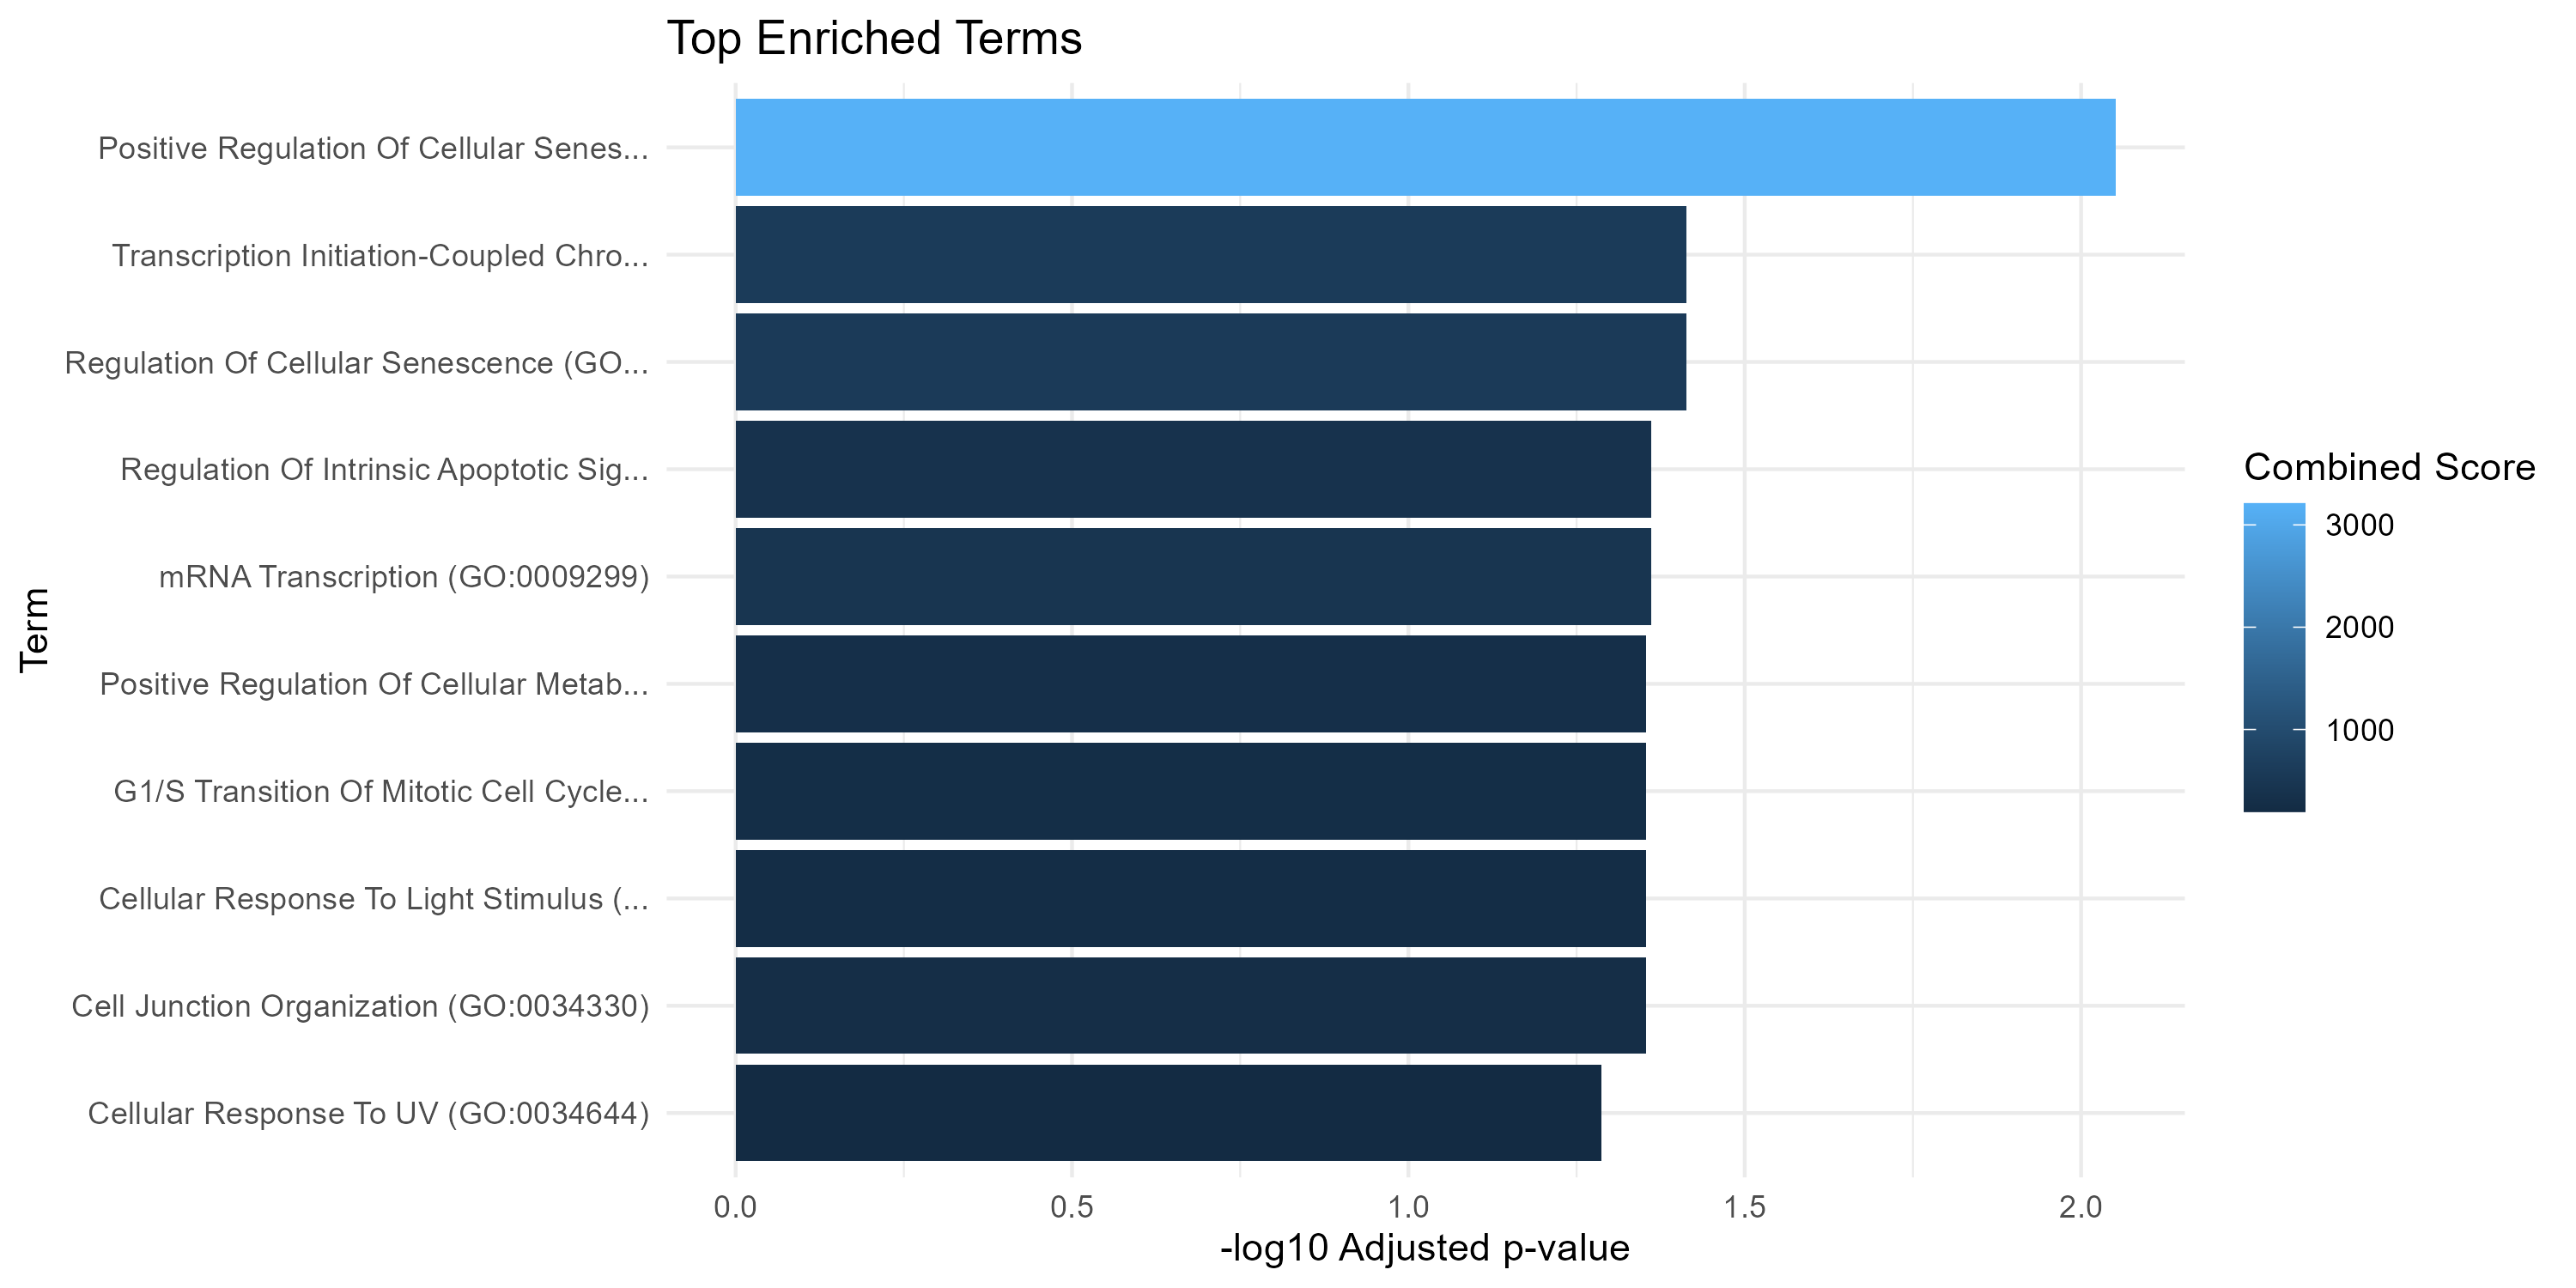 Top Enriched Terms
Positive Regulation Of Cellular Senes...
Transcription Initiation-Coupled Chro...
Regulation Of Cellular Senescence (GO...
Regulation Of Intrinsic Apoptotic Sig...
mRNA Transcription (GO:0009299)
Positive Regulation Of Cellular Metab...
G1/S Transition Of Mitotic Cell Cycle...
Cellular Response To Light Stimulus (...
Cell Junction Organization (GO:0034330)
Cellular Response To UV (GO:0034644)
Term
0.0 0.5 1.0 1.5 2.0
-log10 Adjusted p-value
Combined Score
3000
2000
1000